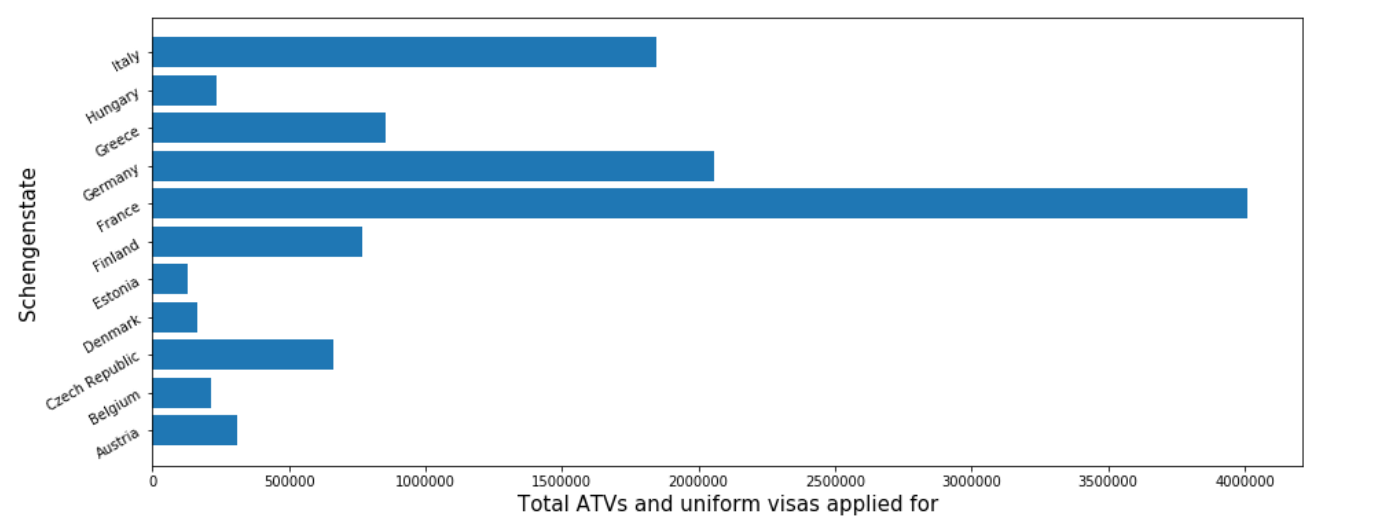 Schengenstate
Italy
Hungary
Greece
Germany
France
Finland
Estonia
Denmark
Czech Republic
Belgium
Austria
0 500000 1000000 1500000 2000000 2500000 3000000 3500000 4000000
Total ATVs and uniform visas applied for